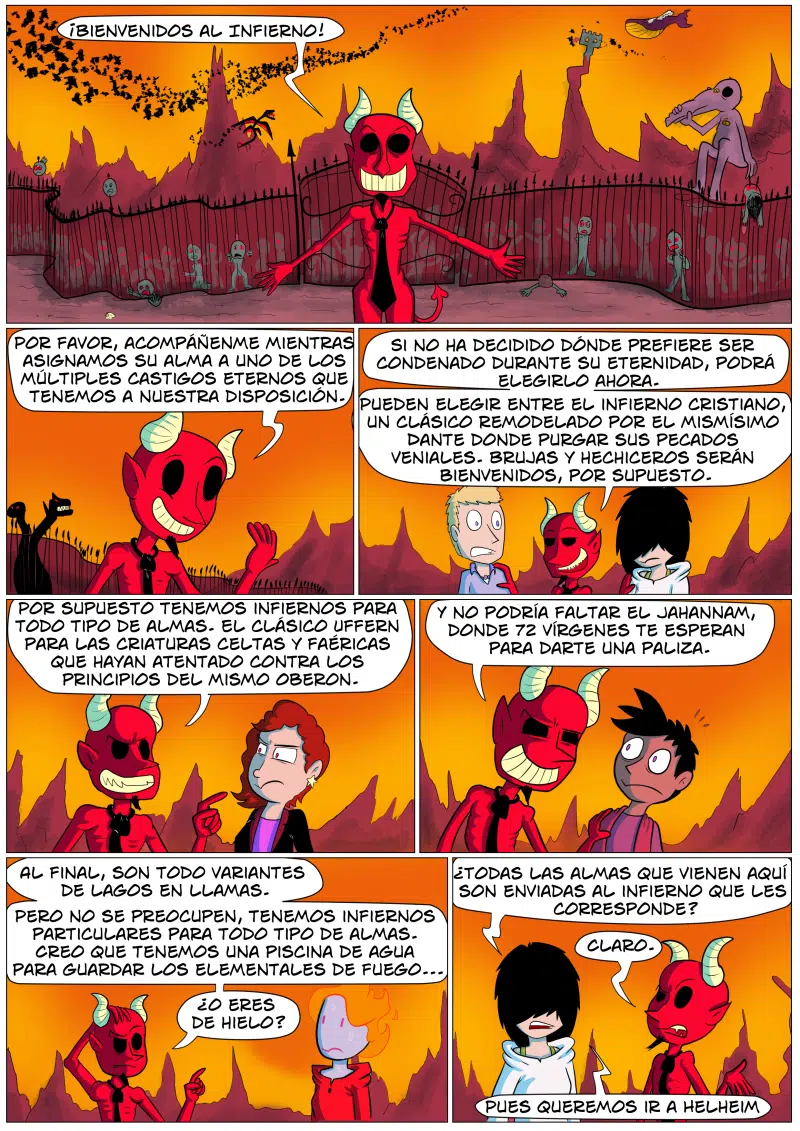 ¡BIENVENIDOS AL INFIERNO!
POR FAVOR, ACOMPÁÑENME MIENTRAS
ASIGNAMOS SU ALMA A UNO DE LOS
MÚLTIPLES CASTIGOS ETERNOS QUE
TENEMOS A NUESTRA DISPOSICIÓN.
SI NO HA DECIDIDO DÓNDE PREFIERE SER
CONDENADO DURANTE SU ETERNIDAD, PODRÁ
ELEGIRLO AHORA.
PUEDEN ELEGIR ENTRE EL INFIERNO CRISTIANO,
UN CLÁSICO REMODELADO POR EL MISMÍSIMO
DANTE DONDE PURGAR SUS PECADOS
VENIALES. BRUJAS Y HECHICEROS SERÁN
BIENVENIDOS, POR SUPUESTO.
POR SUPUESTO TENEMOS INFIERNOS PARA
TODO TIPO DE ALMAS. EL CLÁSICO UFFERN
PARA LAS CRIATURAS CELTAS Y FAÉRICAS
QUE HAYAN ATENTADO CONTRA LOS
PRINCIPIOS DEL MISMO OBERON.
Y NO PODRÍA FALTAR EL JAHANNAM,
DONDE 72 VÍRGENES TE ESPERAN
PARA DARTE UNA PALIZA.
AL FINAL, SON TODO VARIANTES
DE LAGOS EN LLAMAS.
PERO NO SE PREOCUPEN, TENEMOS INFIERNOS
PARTICULARES PARA TODO TIPO DE ALMAS.
CREO QUE TENEMOS UNA PISCINA DE AGUA
PARA GUARDAR LOS ELEMENTALES DE FUEGO...
¿O ERES
DE HIELO?
¿TODAS LAS ALMAS QUE VIENEN AQUÍ
SON ENVIADAS AL INFIERNO QUE LES
CORRESPONDE?
CLARO.
PUES QUEREMOS IR A HELHEIM